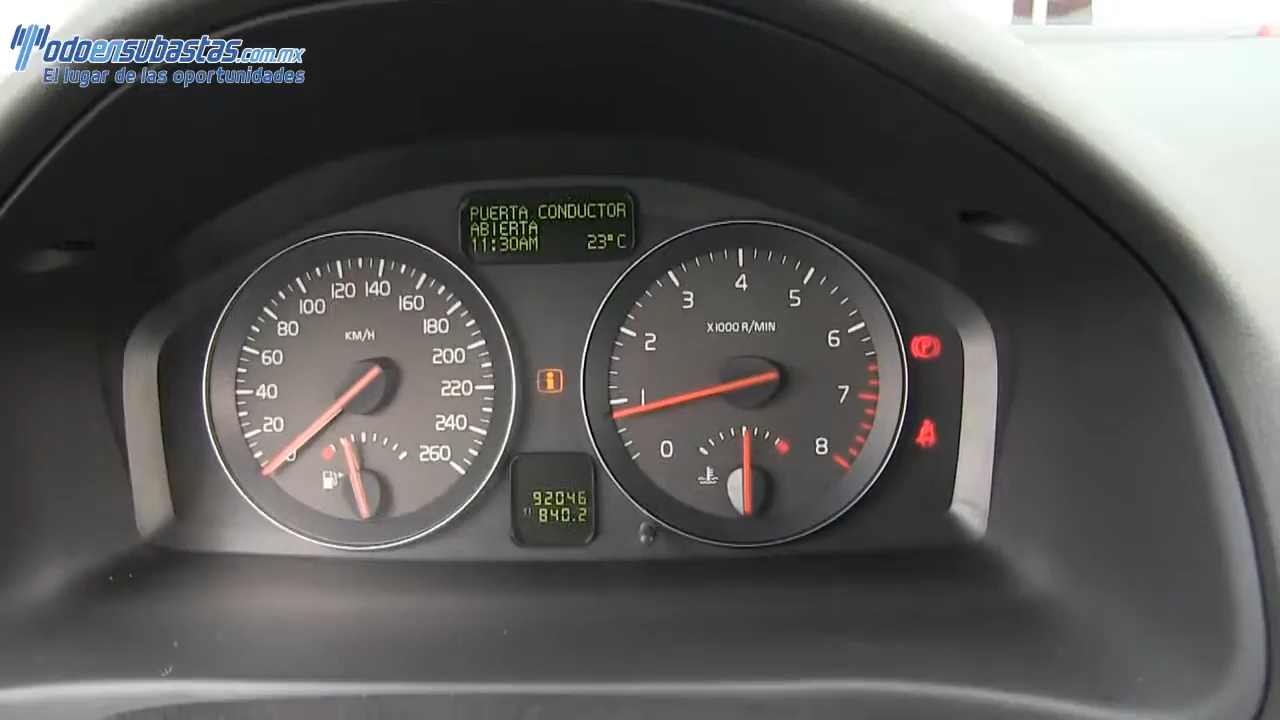 Todoensubastas.com.mx
El lugar de las oportunidades
PUERTA CONDUCTOR
ABIERTA
11:30AM 23°C
0 20 40 60 80 100 120 140 160 180 200 220 240 260
KM/H
0 1 2 3 4 5 6 7 8
X1000 R/MIN
P
i
92046
T1 840.2